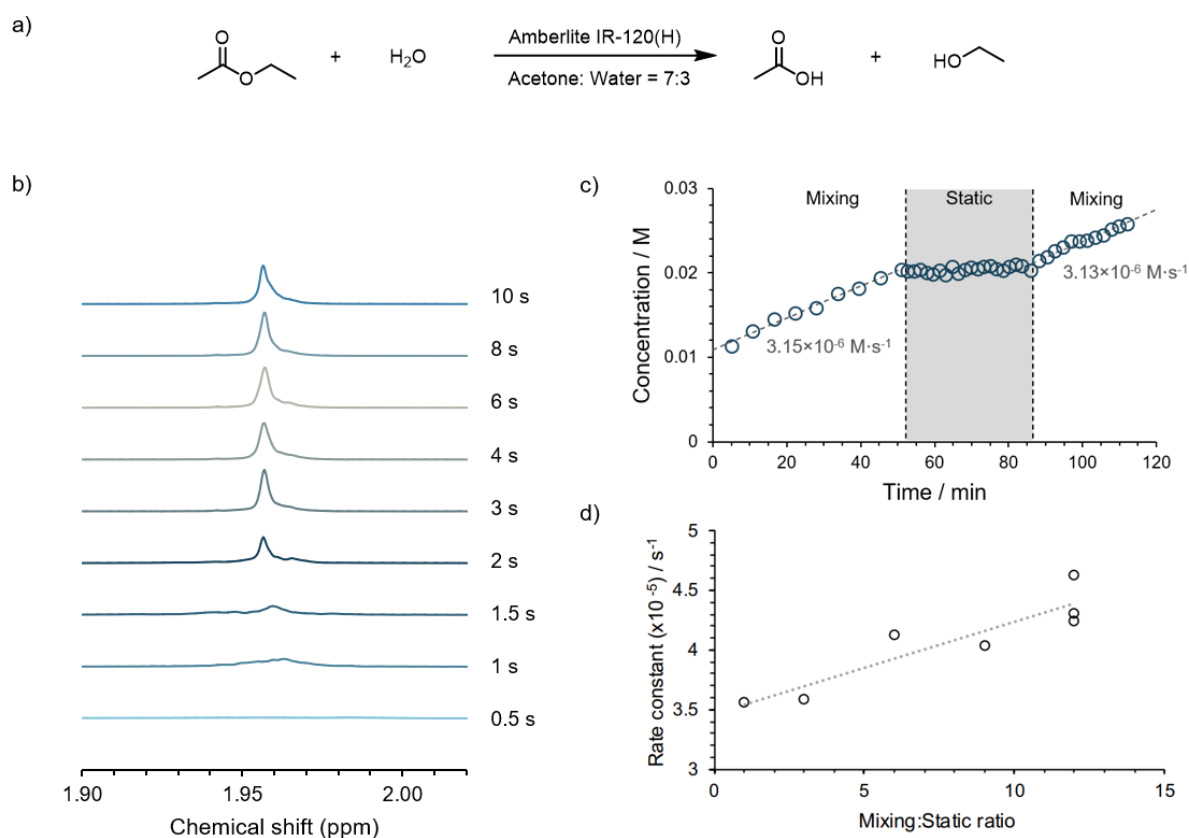 a)
O
O
+
H₂O
Amberlite IR-120(H)
Acetone: Water = 7:3
O
OH
+
HO
b)
10 s
8 s
6 s
4 s
3 s
2 s
1.5 s
1 s
0.5 s
1.90
1.95
2.00
Chemical shift (ppm)
c)
0.03
0.02
0.01
0
Concentration / M
Mixing
Static
Mixing
3.15×10⁻⁶ M·s⁻¹
3.13×10⁻⁶ M·s⁻¹
0
20
40
60
80
100
120
Time / min
d)
5
4.5
4
3.5
3
Rate constant (x10 ⁻⁵) / s⁻¹
0
5
10
15
Mixing:Static ratio